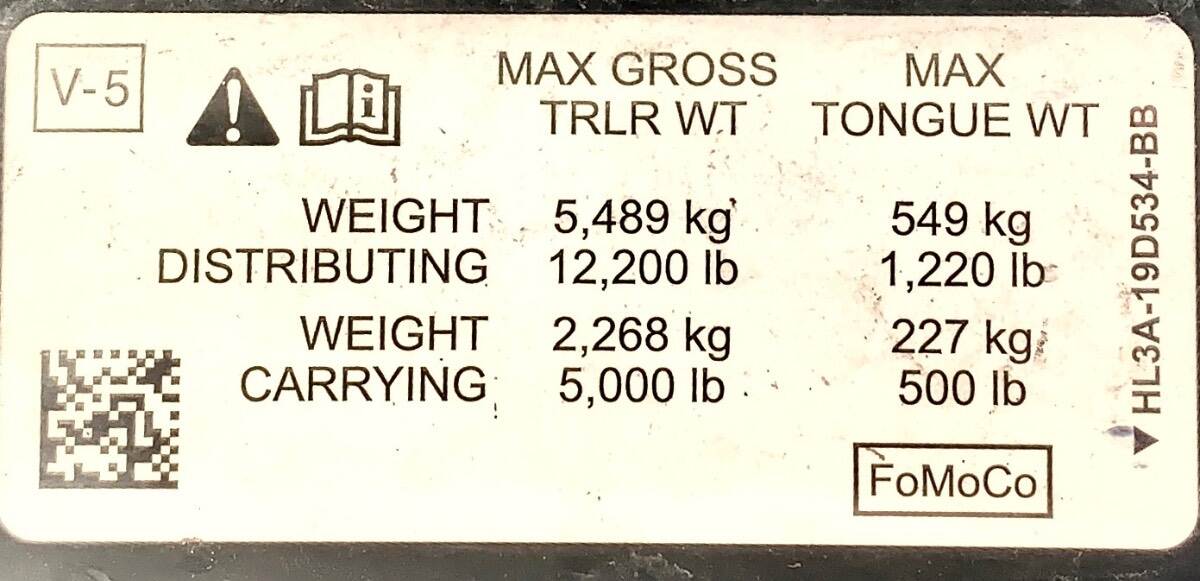 V-5
MAX GROSS MAX
TRLR WT TONGUE WT
WEIGHT 5,489 kg 549 kg
DISTRIBUTING 12,200 lb 1,220 lb
WEIGHT 2,268 kg 227 kg
CARRYING 5,000 lb 500 lb
FoMoCo
HL3A-19D534-BB